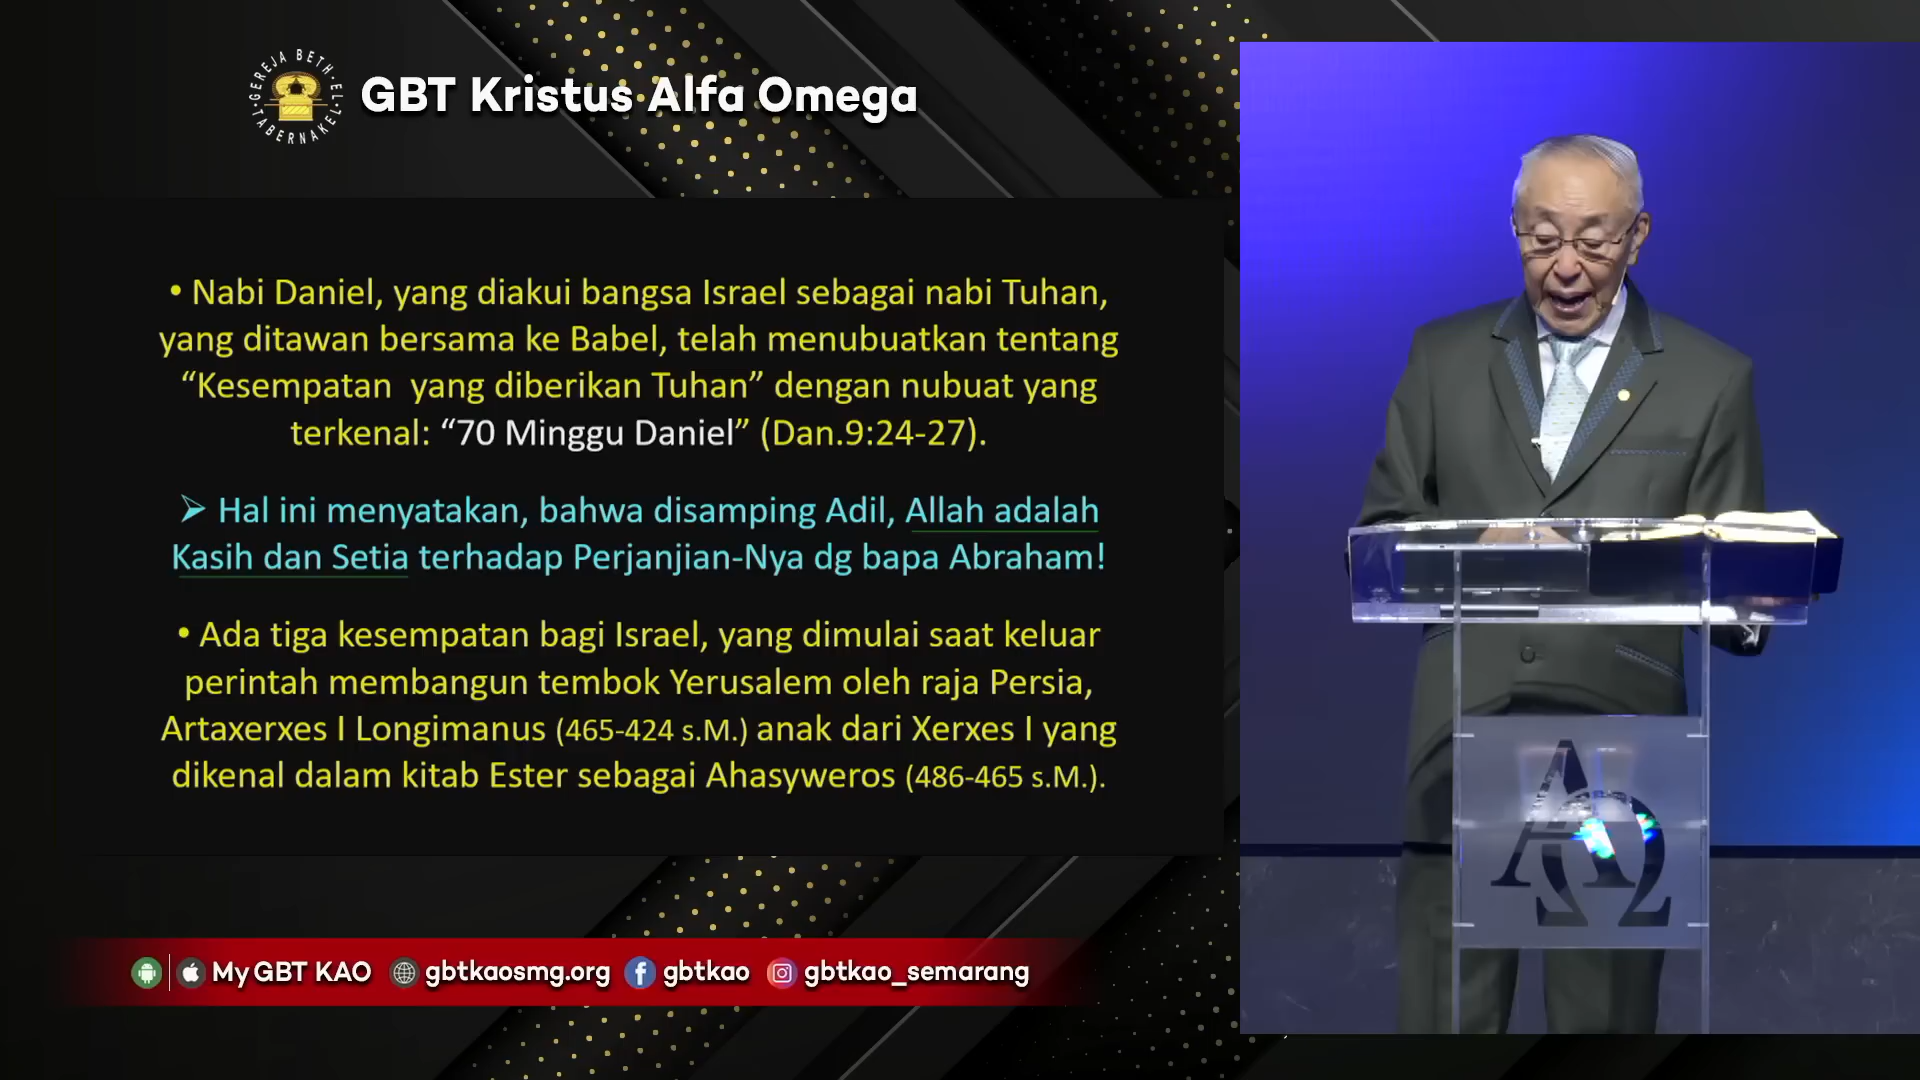 GEREJA BETH-EL
TABERNAKEL
GBT Kristus Alfa Omega
• Nabi Daniel, yang diakui bangsa Israel sebagai nabi Tuhan,
yang ditawan bersama ke Babel, telah menubuatkan tentang
“Kesempatan yang diberikan Tuhan” dengan nubuat yang
terkenal: “70 Minggu Daniel” (Dan.9:24-27).
➢ Hal ini menyatakan, bahwa disamping Adil, Allah adalah
Kasih dan Setia terhadap Perjanjian-Nya dg bapa Abraham!
• Ada tiga kesempatan bagi Israel, yang dimulai saat keluar
perintah membangun tembok Yerusalem oleh raja Persia,
Artaxerxes I Longimanus (465-424 s.M.) anak dari Xerxes I yang
dikenal dalam kitab Ester sebagai Ahasyweros (486-465 s.M.).
My GBT KAO gbtkaosmg.org gbtkao gbtkao_semarang
ΑΩ